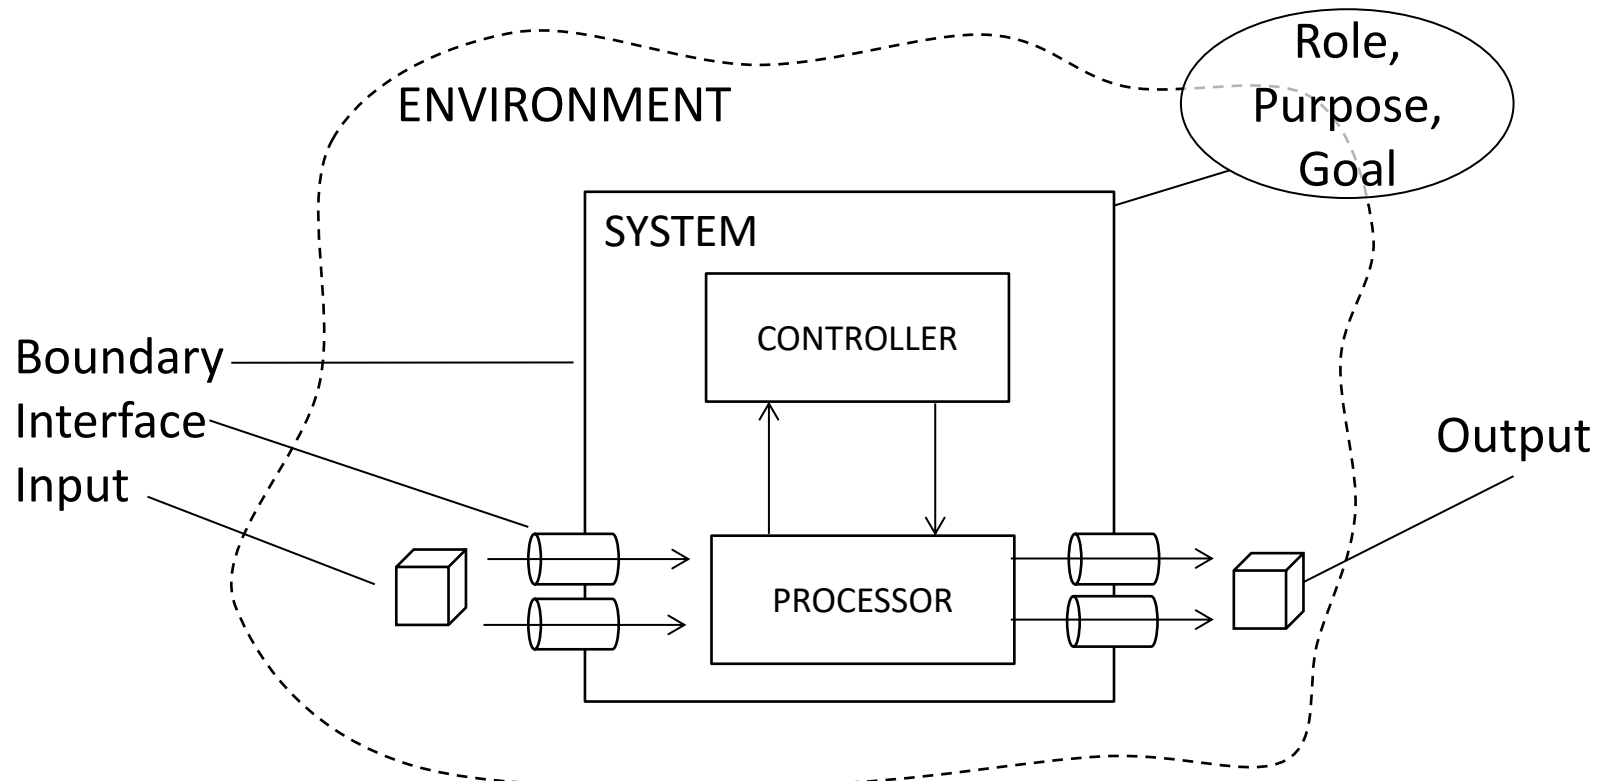 Role,
Purpose,
Goal
ENVIRONMENT
SYSTEM
CONTROLLER
Boundary
Interface
Input
Output
PROCESSOR